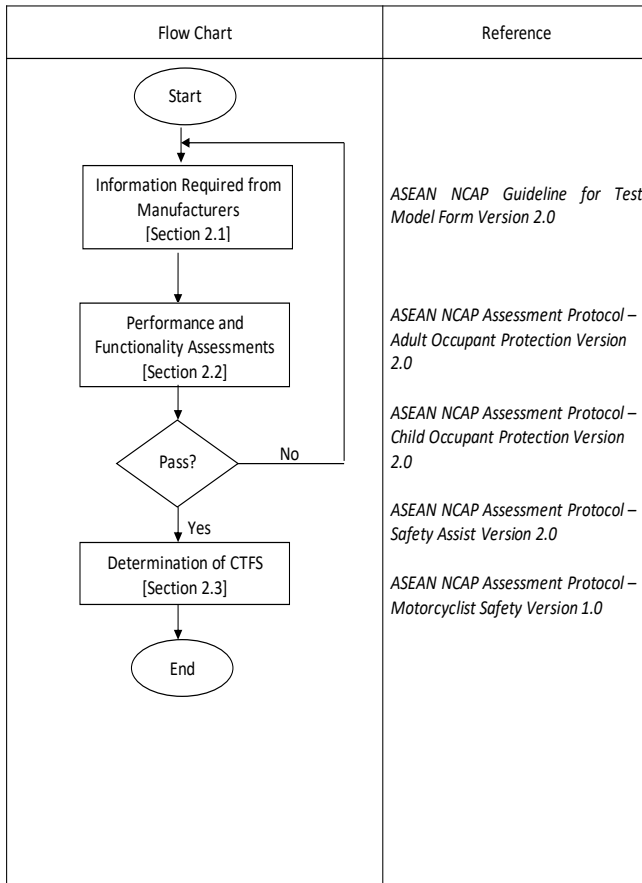 Flow Chart
Reference
Start
Information Required from
Manufacturers
[Section 2.1]
ASEAN NCAP Guideline for Test
Model Form Version 2.0
Performance and
Functionality Assessments
[Section 2.2]
ASEAN NCAP Assessment Protocol –
Adult Occupant Protection Version
2.0
ASEAN NCAP Assessment Protocol –
Child Occupant Protection Version
2.0
Pass?
No
Yes
ASEAN NCAP Assessment Protocol –
Safety Assist Version 2.0
Determination of CTFS
[Section 2.3]
ASEAN NCAP Assessment Protocol –
Motorcyclist Safety Version 1.0
End